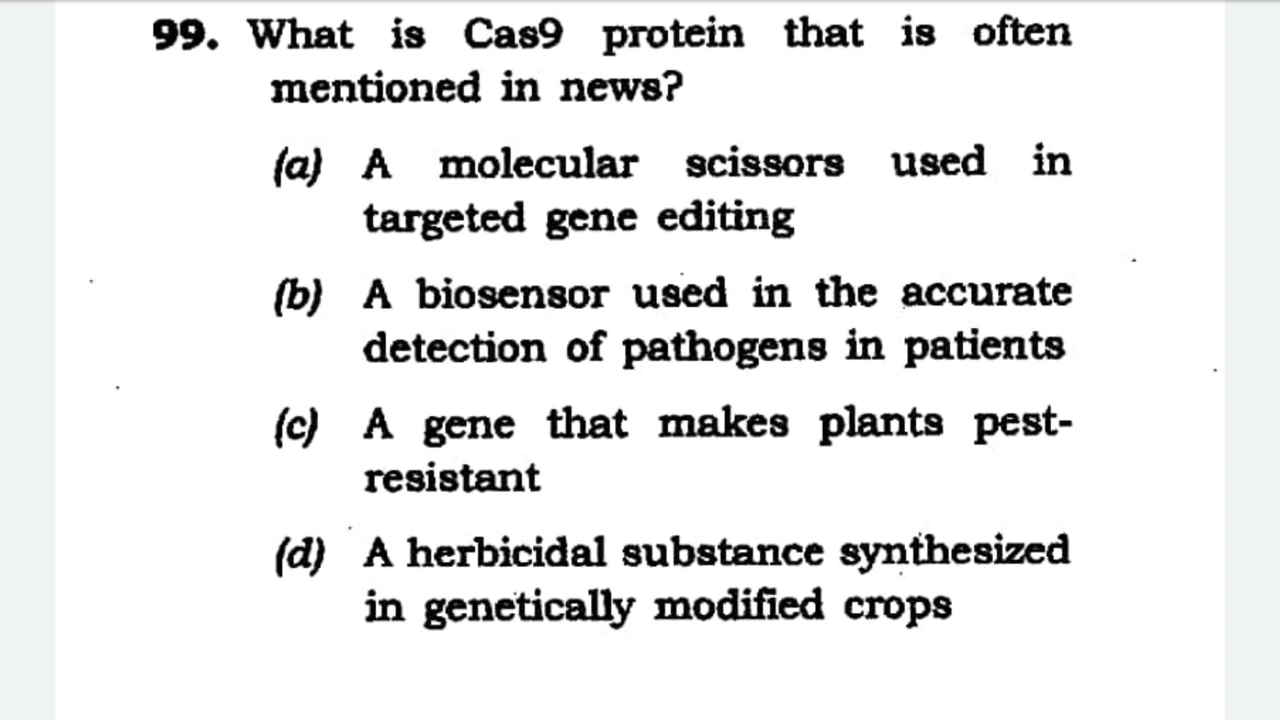 99. What is Cas9 protein that is often
mentioned in news?
(a) A molecular scissors used in
targeted gene editing
(b) A biosensor used in the accurate
detection of pathogens in patients
(c) A gene that makes plants pest-
resistant
(d) A herbicidal substance synthesized
in genetically modified crops